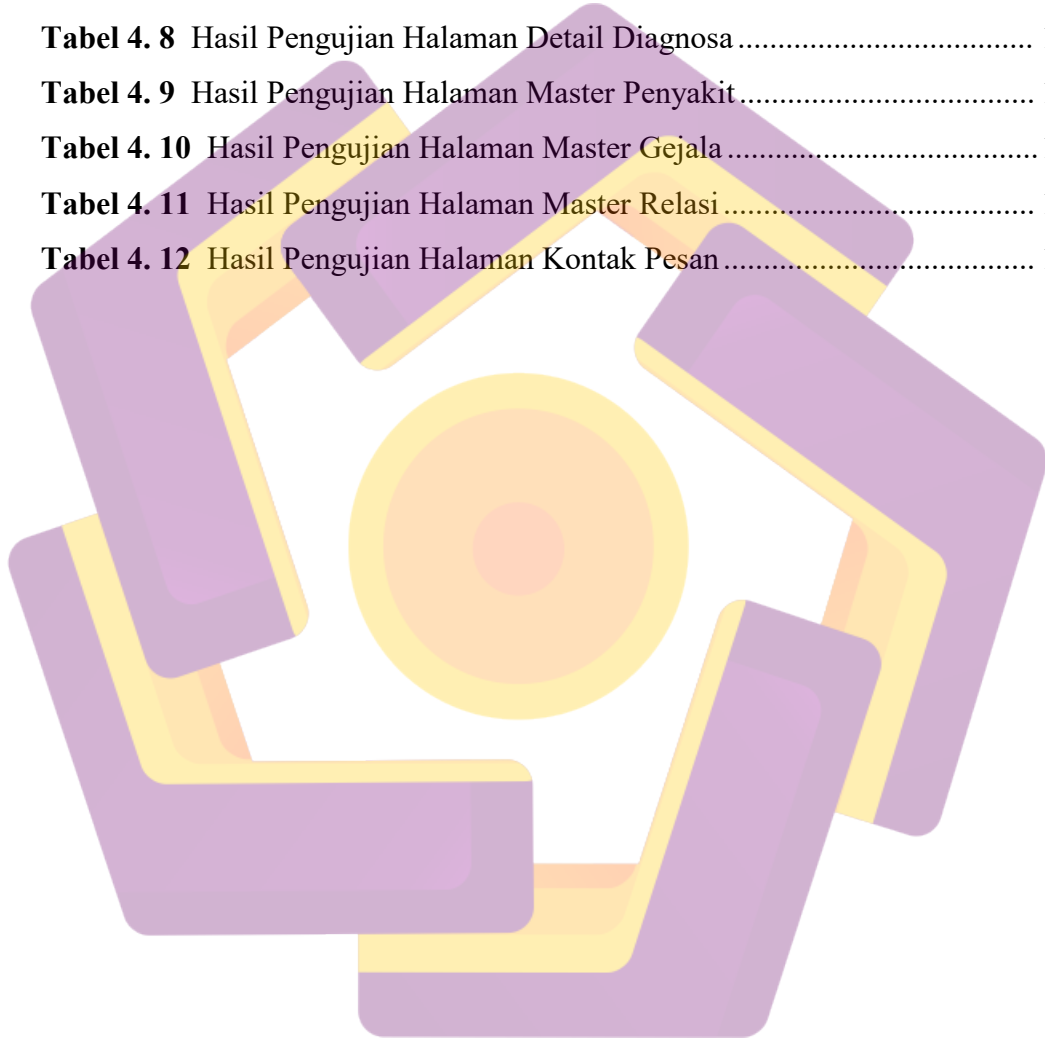 Tabel 4. 8 Hasil Pengujian Halaman Detail Diagnosa.....................................
Tabel 4. 9 Hasil Pengujian Halaman Master Penyakit.....................................
Tabel 4. 10 Hasil Pengujian Halaman Master Gejala.......................................
Tabel 4. 11 Hasil Pengujian Halaman Master Relasi.......................................
Tabel 4. 12 Hasil Pengujian Halaman Kontak Pesan.......................................